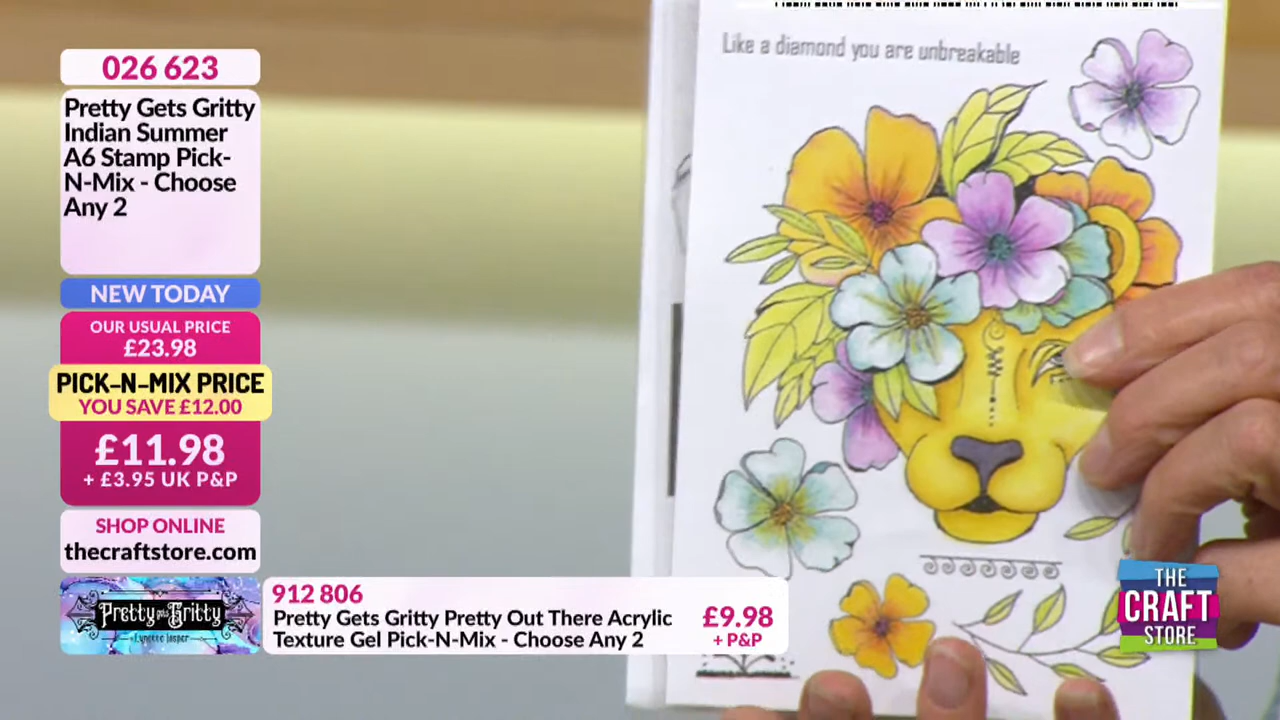 026 623
Pretty Gets Gritty
Indian Summer
A6 Stamp Pick-
N-Mix - Choose
Any 2
NEW TODAY
OUR USUAL PRICE
£23.98
PICK-N-MIX PRICE
YOU SAVE £12.00
£11.98
+ £3.95 UK P&P
SHOP ONLINE
thecraftstore.com
Pretty gets Gritty
912 806
Pretty Gets Gritty Pretty Out There Acrylic
Texture Gel Pick-N-Mix - Choose Any 2
£9.98
+ P&P
Like a diamond you are unbreakable
THE
CRAFT
STORE